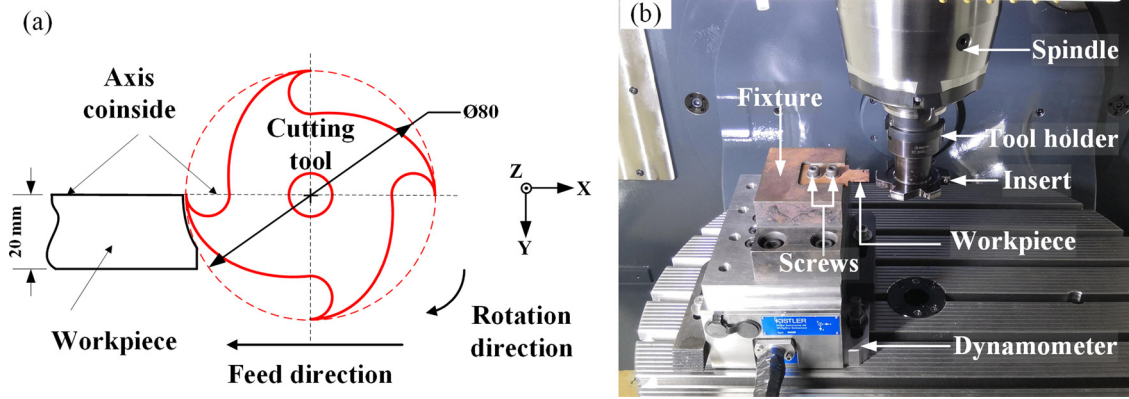 (a)
Axis
coinside
Cutting
tool
Ø80
Z
X
Y
20 mm
Workpiece
Rotation
direction
Feed direction
(b)
Spindle
Fixture
Tool holder
Insert
Workpiece
Screws
KISTLER
Dynamometer